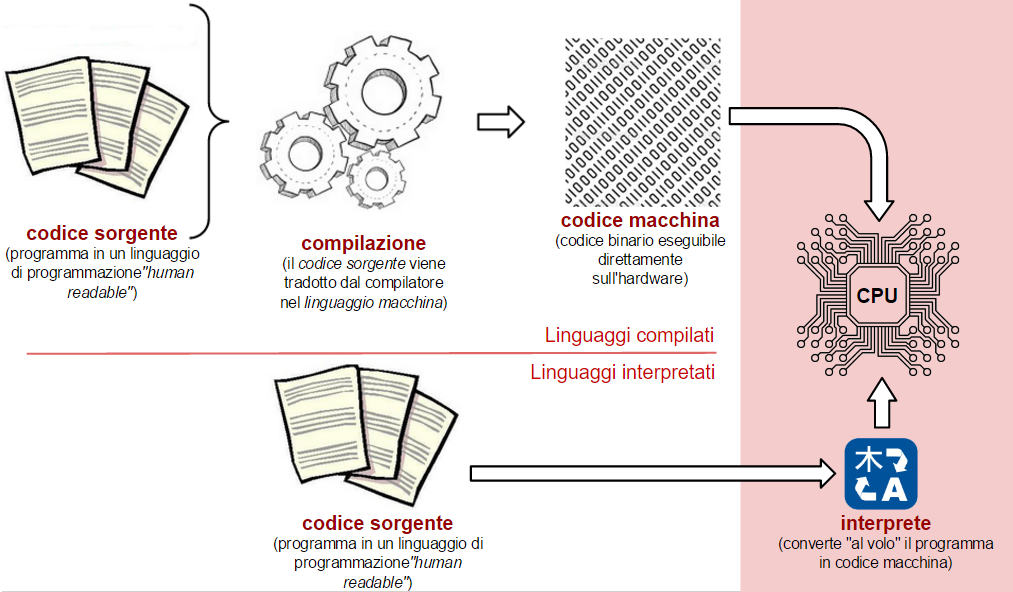 codice sorgente
(programma in un linguaggio
di programmazione"human
readable")
compilazione
(il codice sorgente viene
tradotto dal compilatore
nel linguaggio macchina)
codice macchina
(codice binario eseguibile
direttamente
sull'hardware)
CPU
Linguaggi compilati
Linguaggi interpretati
codice sorgente
(programma in un linguaggio di
programmazione"human
readable")
木
A
interprete
(converte "al volo" il programma
in codice macchina)